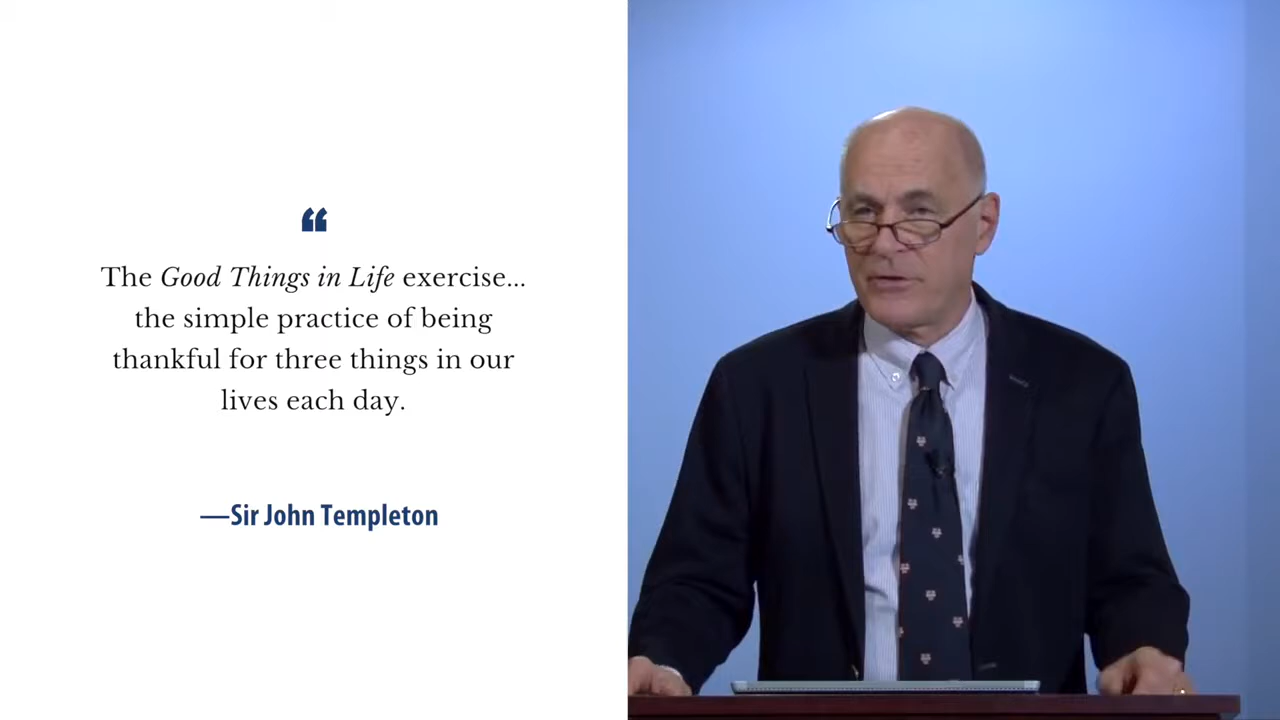 “
The Good Things in Life exercise...
the simple practice of being
thankful for three things in our
lives each day.
—Sir John Templeton